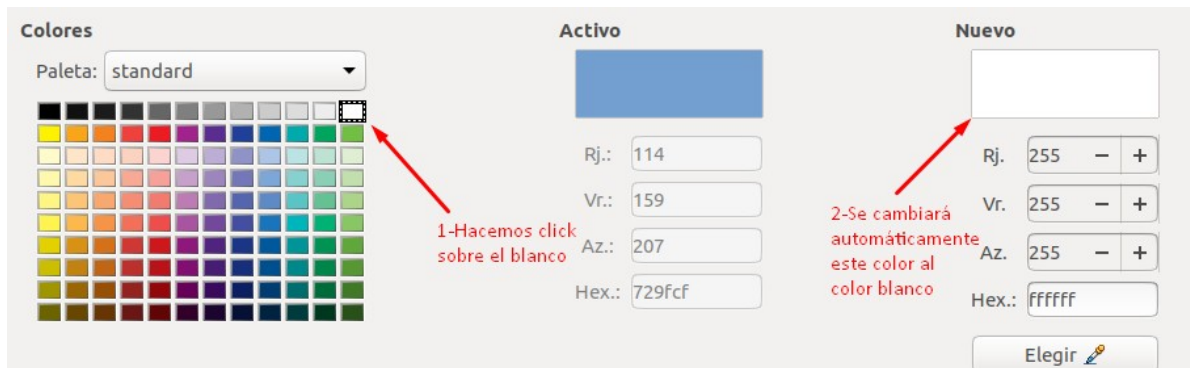 Colores
Paleta: standard
1-Hacemos click
sobre el blanco
Activo
Rj.: 114
Vr.: 159
Az.: 207
Hex.: 729fcf
2-Se cambiará
automáticamente
este color al
color blanco
Nuevo
Rj. 255 − +
Vr. 255 − +
Az. 255 − +
Hex.: ffffff
Elegir